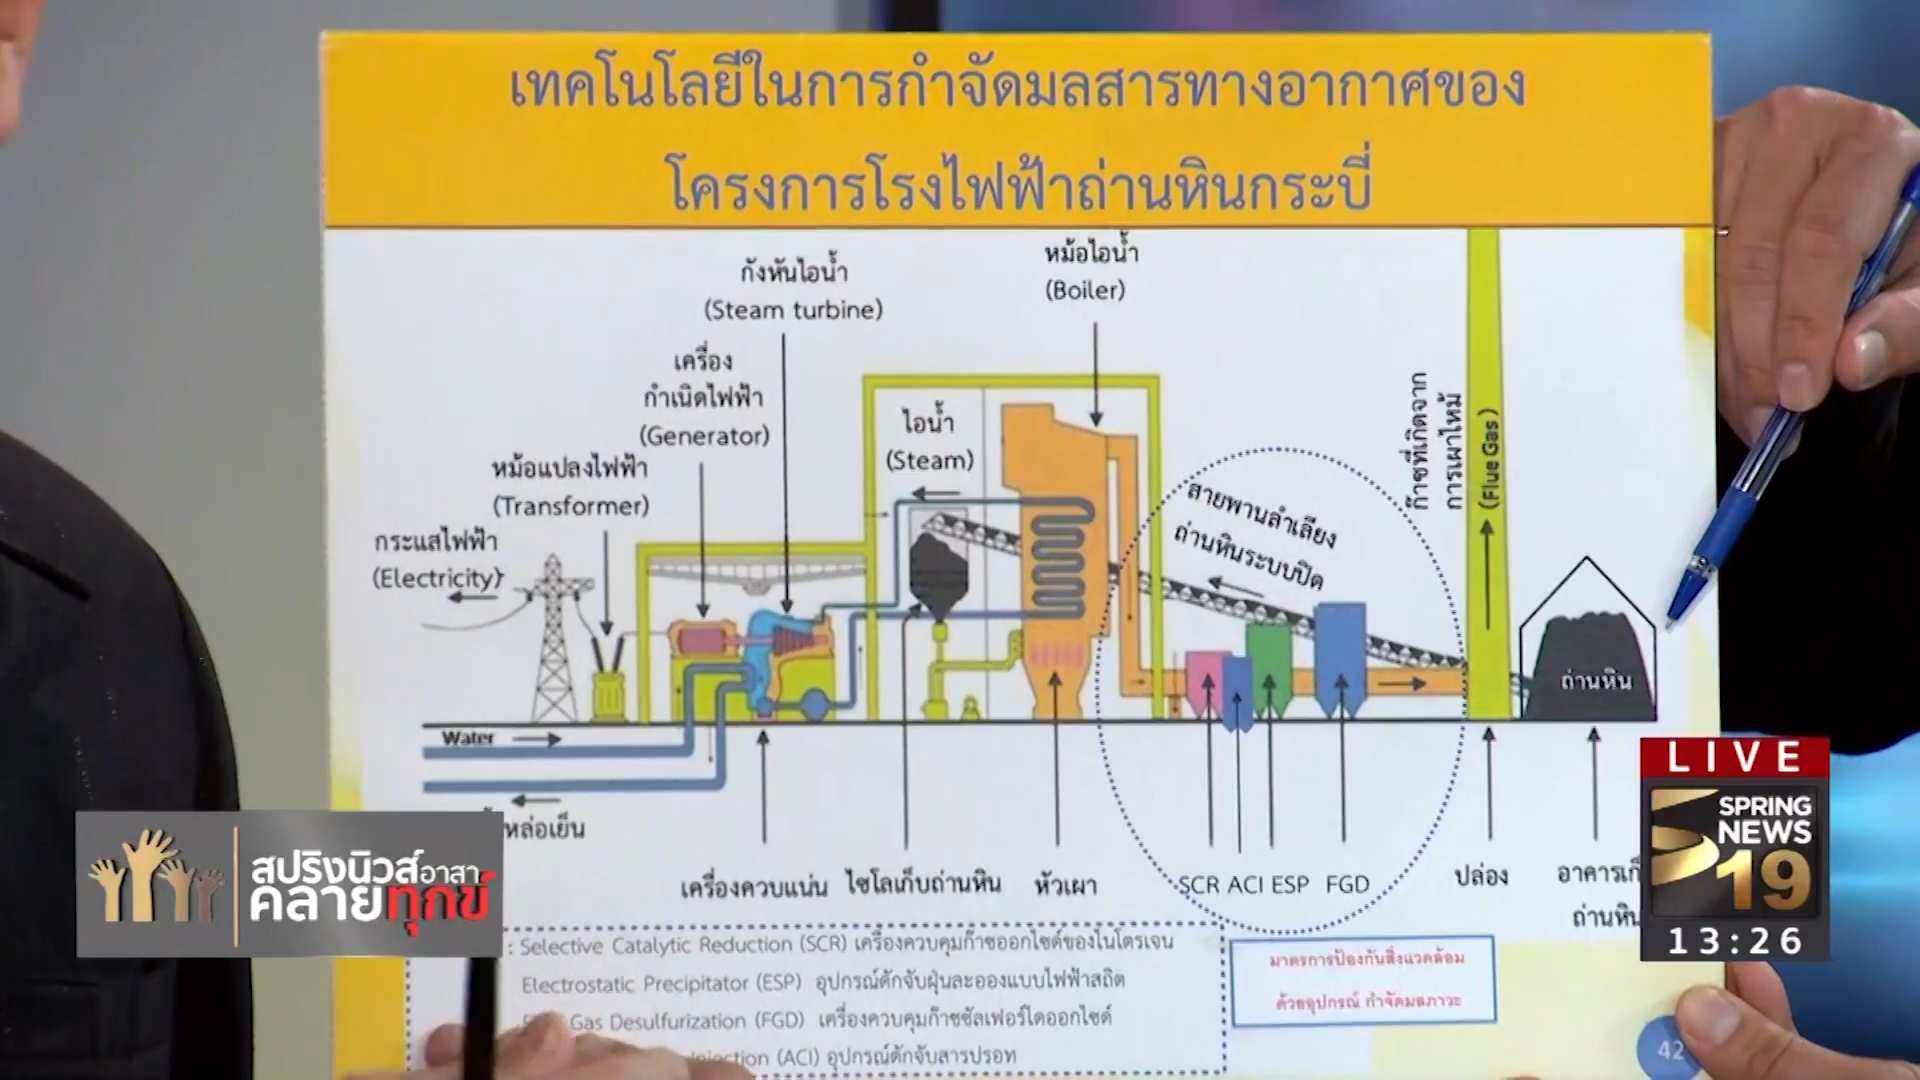 เทคโนโลยีในการกำจัดมลสารทางอากาศของ
โครงการโรงไฟฟ้าถ่านหินกระบี่
หม้อไอน้ำ
(Boiler)
กังหันไอน้ำ
(Steam turbine)
เครื่อง
กำเนิดไฟฟ้า
(Generator)
ไอน้ำ
(Steam)
หม้อแปลงไฟฟ้า
(Transformer)
กระแสไฟฟ้า
(Electricity)
สายพานลำเลียง
ถ่านหินระบบปิด
ก๊าซที่เกิดจาก
การเผาไหม้
(Flue Gas)
ถ่านหิน
Water
หล่อเย็น
เครื่องควบแน่น
ไซโลเก็บถ่านหิน
หัวเผา
SCR ACI ESP FGD
ปล่อง
อาคารเก็
ถ่านหิน
: Selective Catalytic Reduction (SCR) เครื่องควบคุมก๊าซออกไซด์ของไนโตรเจน
Electrostatic Precipitator (ESP) อุปกรณ์ดักจับฝุ่นละอองแบบไฟฟ้าสถิต
Gas Desulfurization (FGD) เครื่องควบคุมก๊าซซัลเฟอร์ไดออกไซด์
(ACI) อุปกรณ์ดักจับสารปรอท
มาตรการป้องกันสิ่งแวดล้อม
ด้วยอุปกรณ์ กำจัดมลภาวะ
42
สปริงนิวส์อาสา
คลายทุกข์
LIVE
SPRING
NEWS
19
13:26